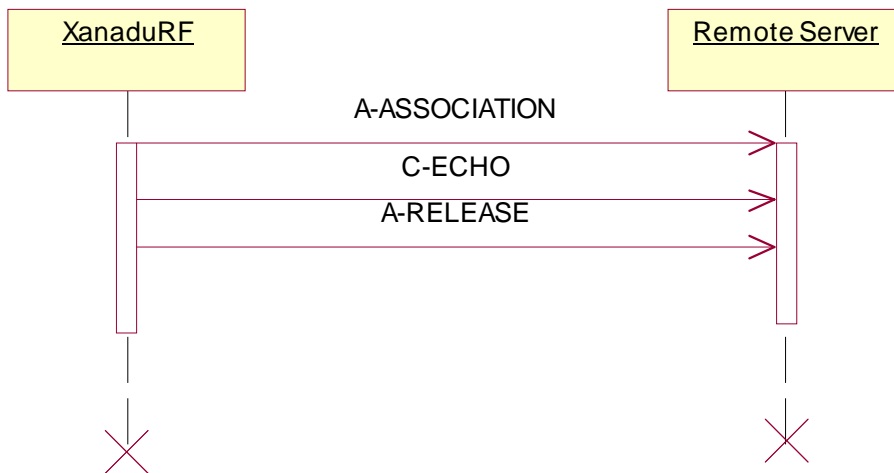 XanaduRF
Remote Server
A-ASSOCIATION
C-ECHO
A-RELEASE